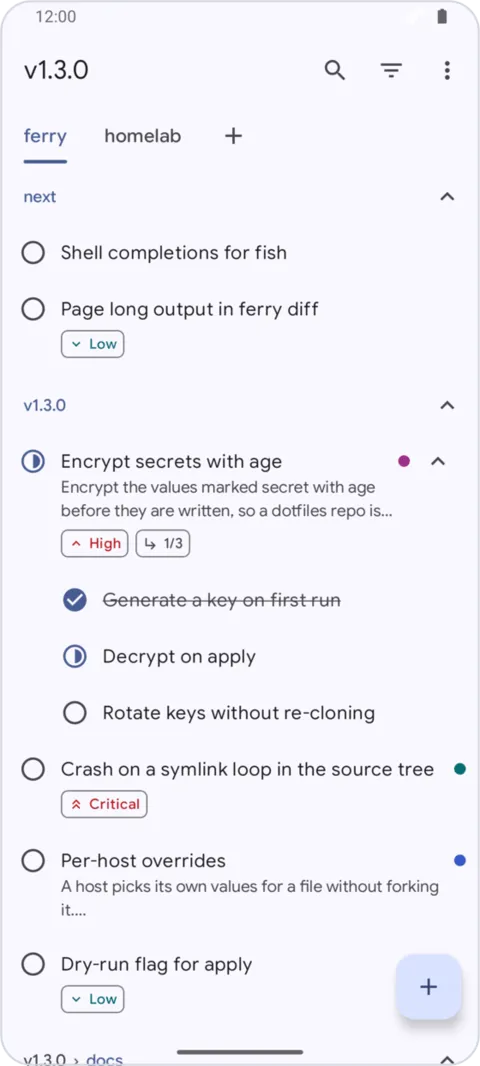 12:00
v1.3.0
ferry homelab +
next
Shell completions for fish
Page long output in ferry diff
Low
v1.3.0
Encrypt secrets with age
Encrypt the values marked secret with age
before they are written, so a dotfiles repo is...
High 1/3
Generate a key on first run
Decrypt on apply
Rotate keys without re-cloning
Crash on a symlink loop in the source tree
Critical
Per-host overrides
A host picks its own values for a file without forking
it....
Dry-run flag for apply
Low
+
v1.3.0 › docs